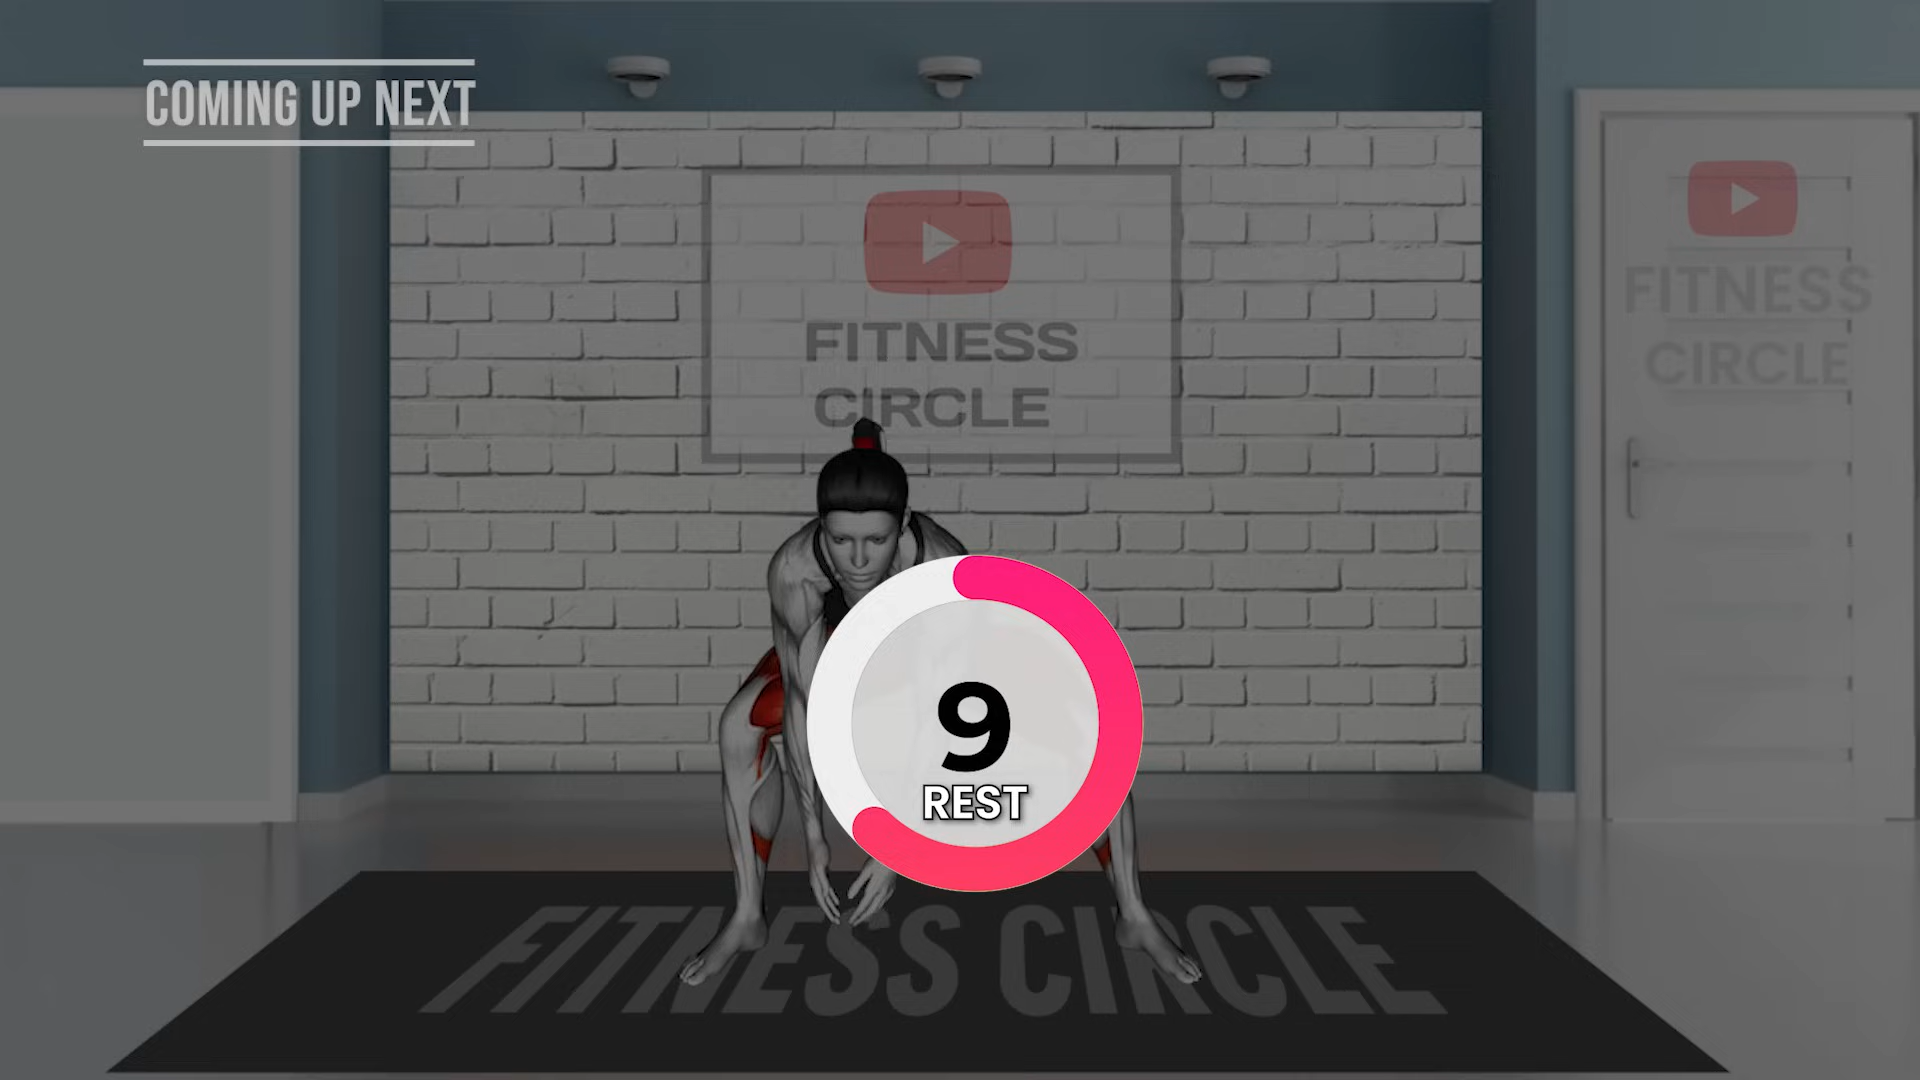 COMING UP NEXT
FITNESS
CIRCLE
FITNESS
CIRCLE
9
REST
FITNESS CIRCLE